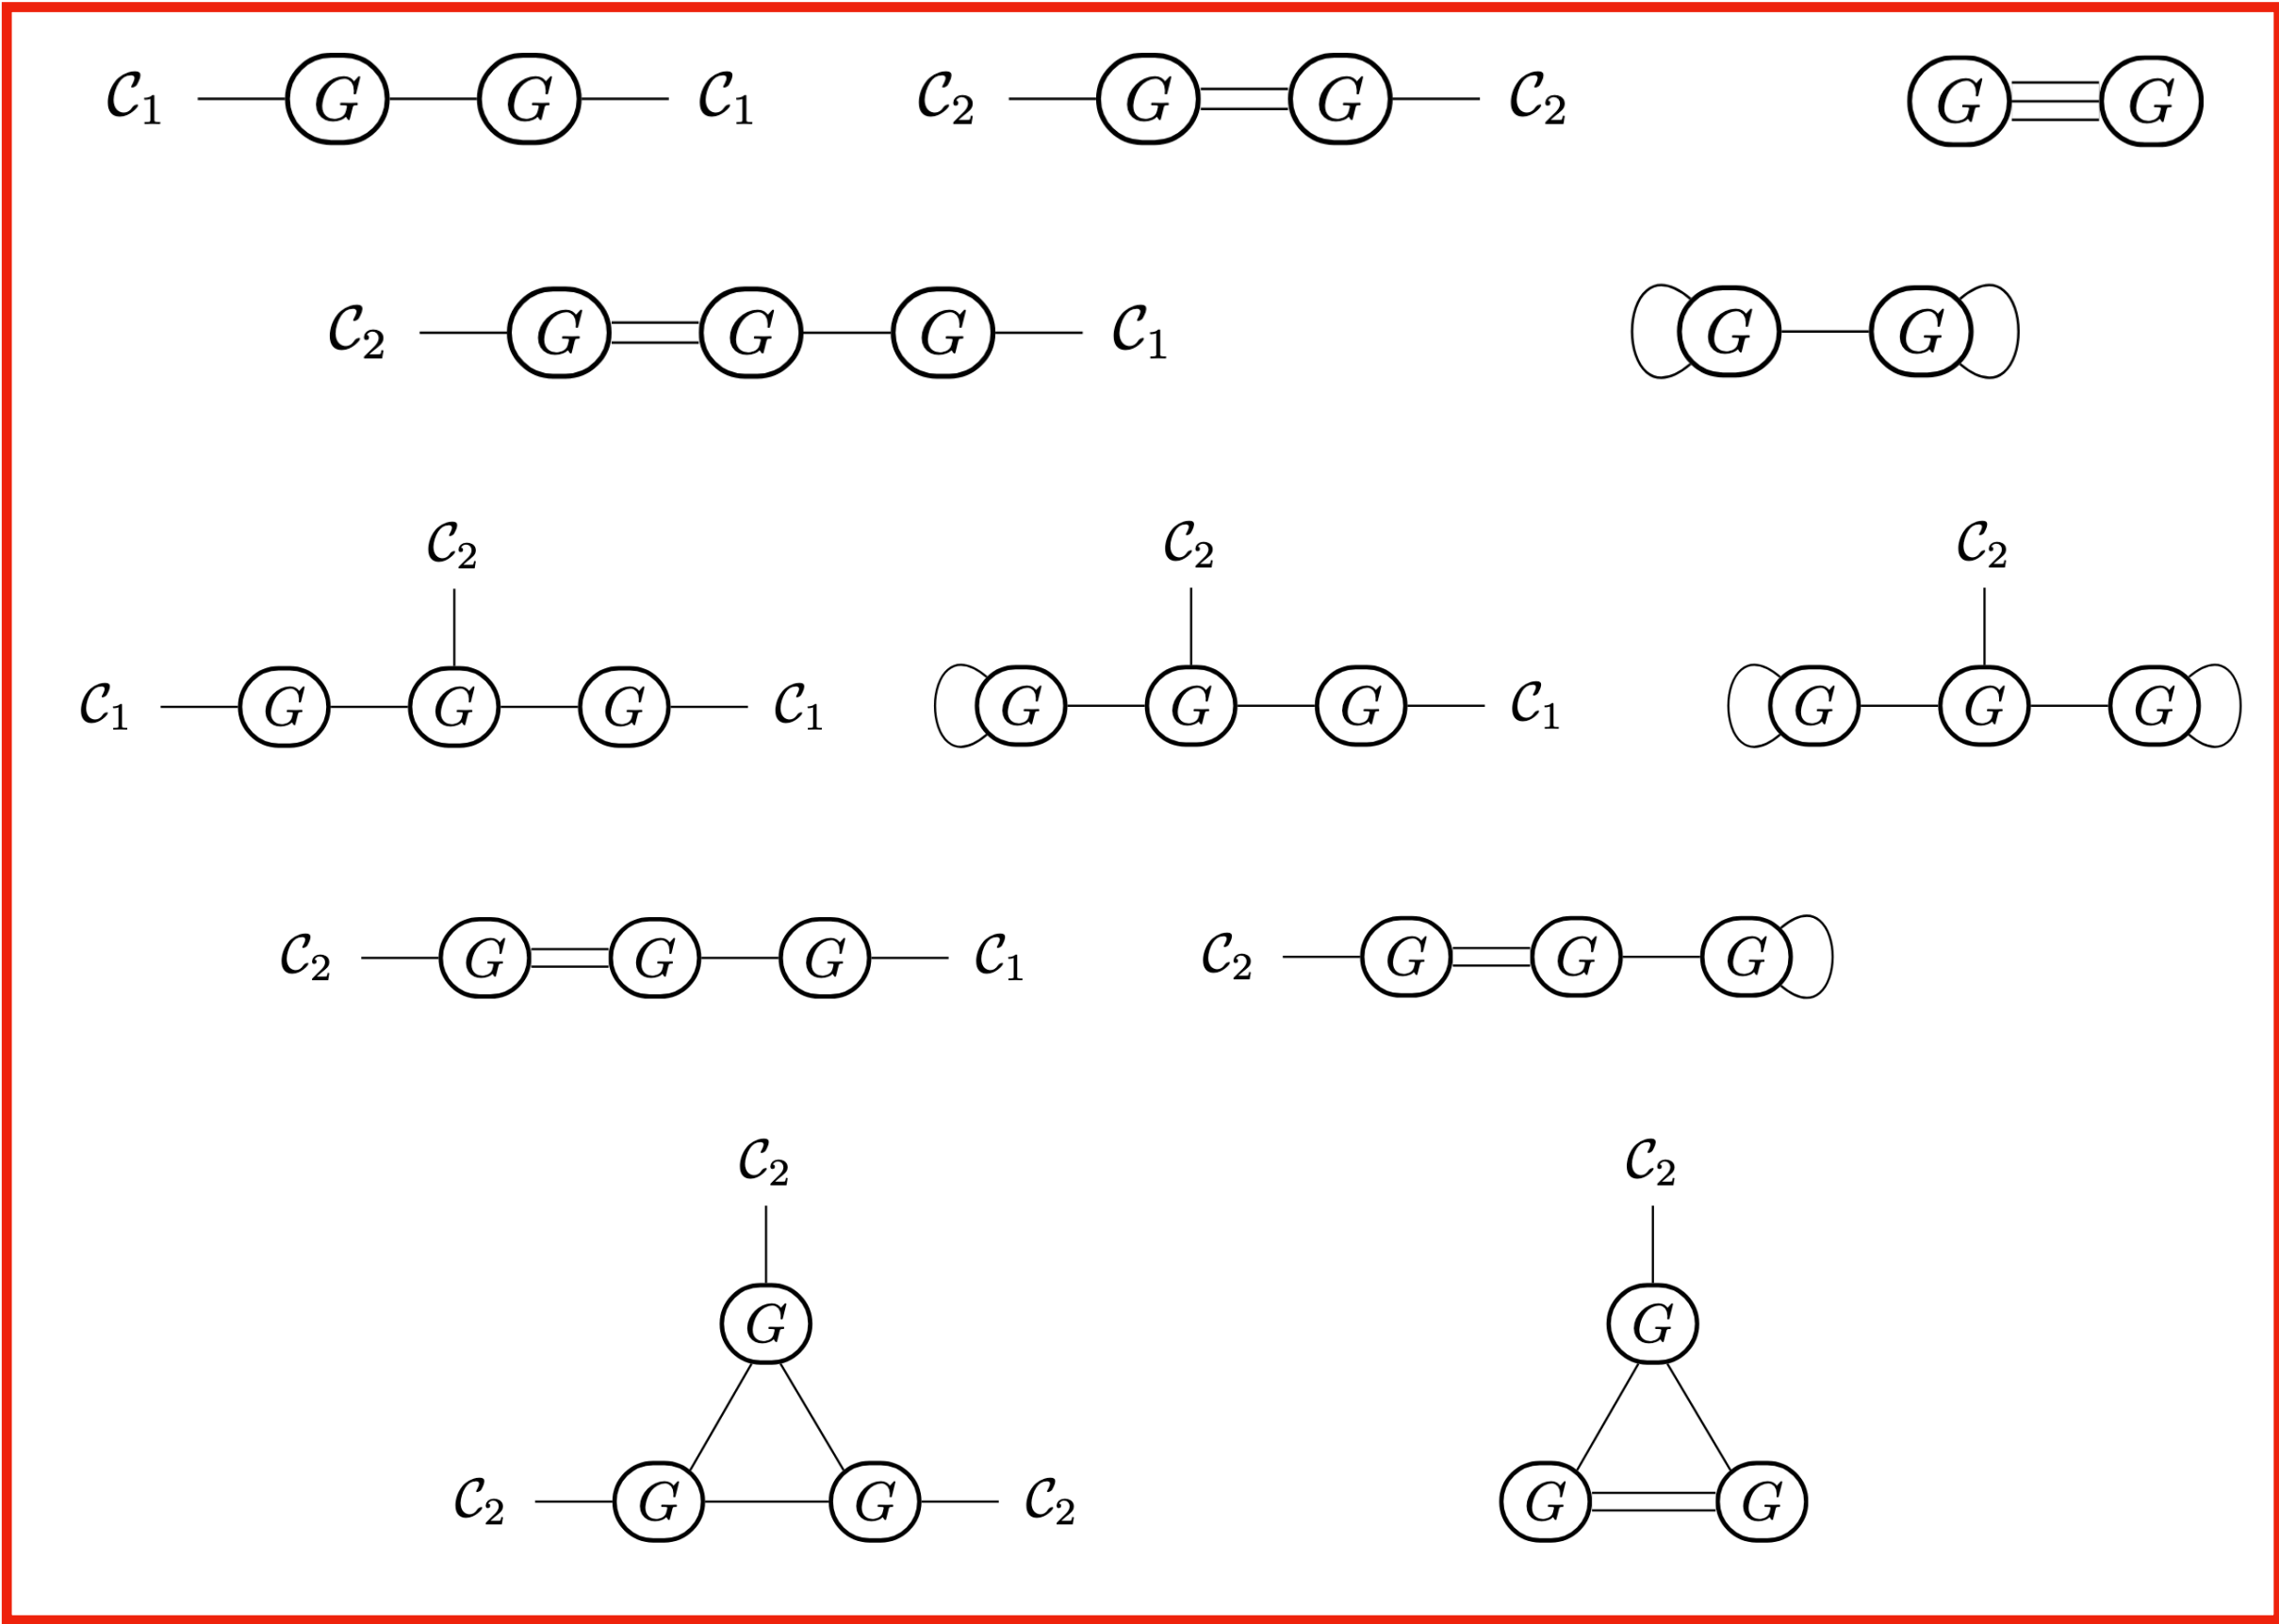 𝒞₁ G G 𝒞₁ 𝒞₂ G G 𝒞₂ G G
𝒞₂ G G G 𝒞₁ G G
𝒞₂ 𝒞₂ 𝒞₂
𝒞₁ G G G 𝒞₁ G G G 𝒞₁ G G G
𝒞₂ G G G 𝒞₁ 𝒞₂ G G G
𝒞₂ 𝒞₂
G G
𝒞₂ G G 𝒞₂ G G